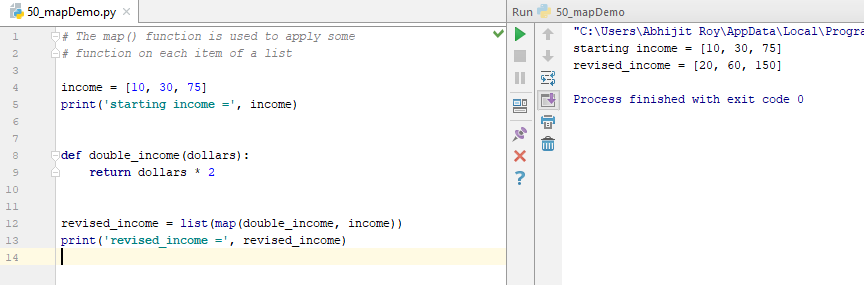 50_mapDemo.py
1 # The map() function is used to apply some
2 # function on each item of a list
3
4 income = [10, 30, 75]
5 print('starting income =', income)
6
7
8 def double_income(dollars):
9     return dollars * 2
10
11
12 revised_income = list(map(double_income, income))
13 print('revised_income =', revised_income)
14
Run 50_mapDemo
"C:\Users\Abhijit Roy\AppData\Local\Progra
starting income = [10, 30, 75]
revised_income = [20, 60, 150]
Process finished with exit code 0